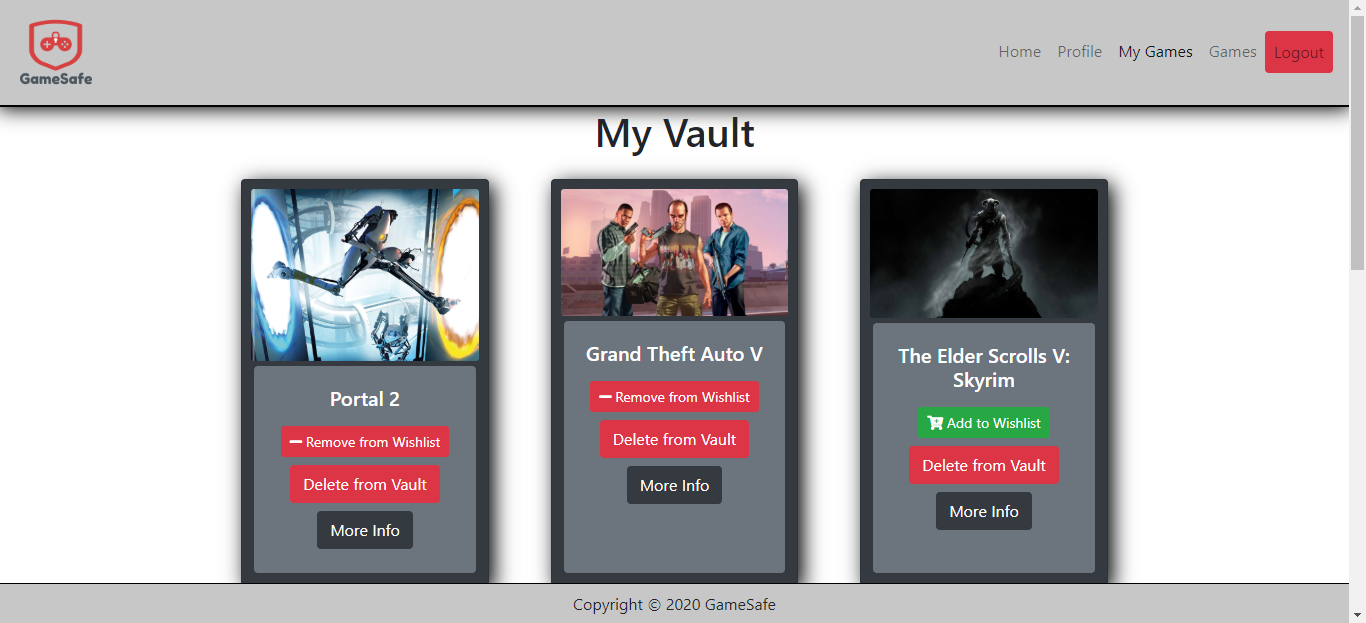 GameSafe
Home Profile My Games Games Logout
My Vault
Portal 2
Remove from Wishlist
Delete from Vault
More Info
Grand Theft Auto V
Remove from Wishlist
Delete from Vault
More Info
The Elder Scrolls V:
Skyrim
Add to Wishlist
Delete from Vault
More Info
Copyright © 2020 GameSafe